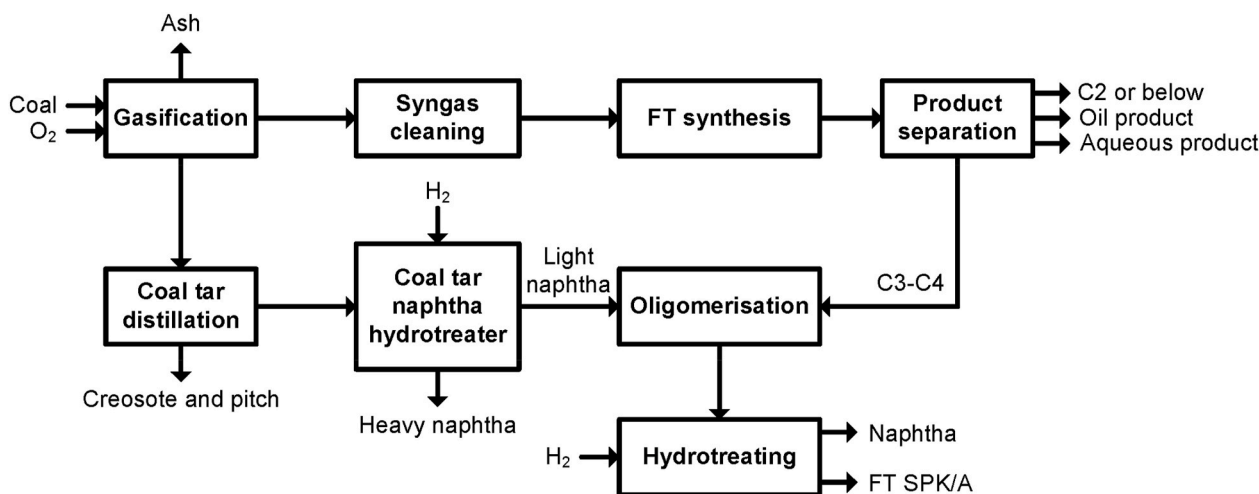 Ash
Coal
O₂
Gasification
Syngas
cleaning
FT synthesis
Product
separation
C2 or below
Oil product
Aqueous product
H₂
Coal tar
distillation
Coal tar
naphtha
hydrotreater
Light
naphtha
Oligomerisation
C3-C4
Creosote and pitch
Heavy naphtha
H₂
Hydrotreating
Naphtha
FT SPK/A